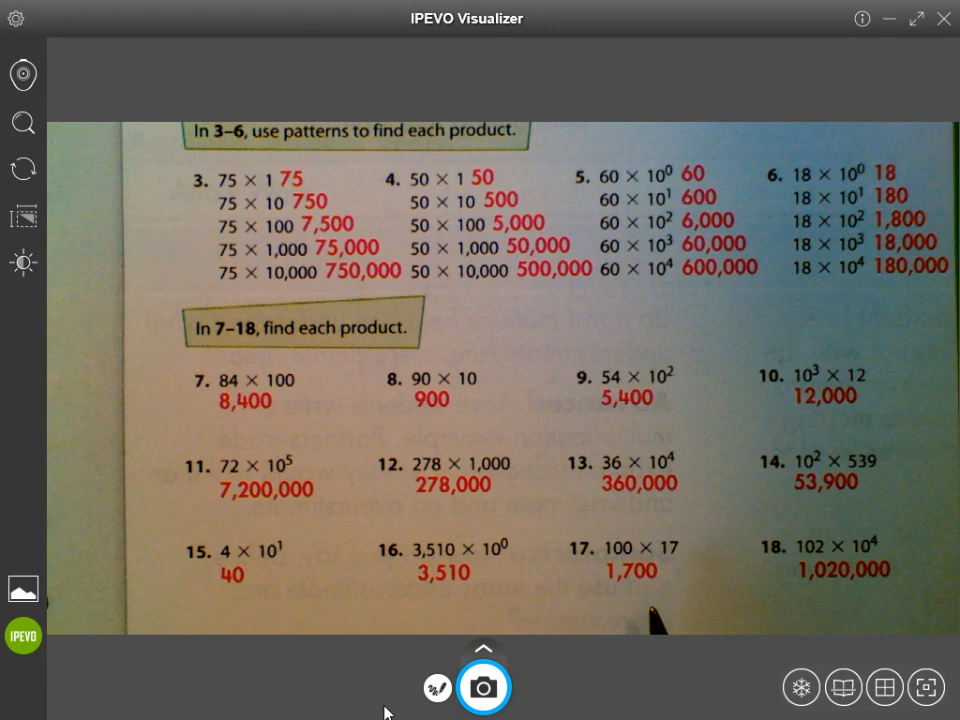 IPEVO Visualizer
In 3–6, use patterns to find each product.
3. 75 × 1 75
75 × 10 750
75 × 100 7,500
75 × 1,000 75,000
75 × 10,000 750,000
4. 50 × 1 50
50 × 10 500
50 × 100 5,000
50 × 1,000 50,000
50 × 10,000 500,000
5. 60 × 10⁰ 60
60 × 10¹ 600
60 × 10² 6,000
60 × 10³ 60,000
60 × 10⁴ 600,000
6. 18 × 10⁰ 18
18 × 10¹ 180
18 × 10² 1,800
18 × 10³ 18,000
18 × 10⁴ 180,000
In 7–18, find each product.
7. 84 × 100
8,400
8. 90 × 10
900
9. 54 × 10²
5,400
10. 10³ × 12
12,000
11. 72 × 10⁵
7,200,000
12. 278 × 1,000
278,000
13. 36 × 10⁴
360,000
14. 10² × 539
53,900
15. 4 × 10¹
40
16. 3,510 × 10⁰
3,510
17. 100 × 17
1,700
18. 102 × 10⁴
1,020,000
IPEVO